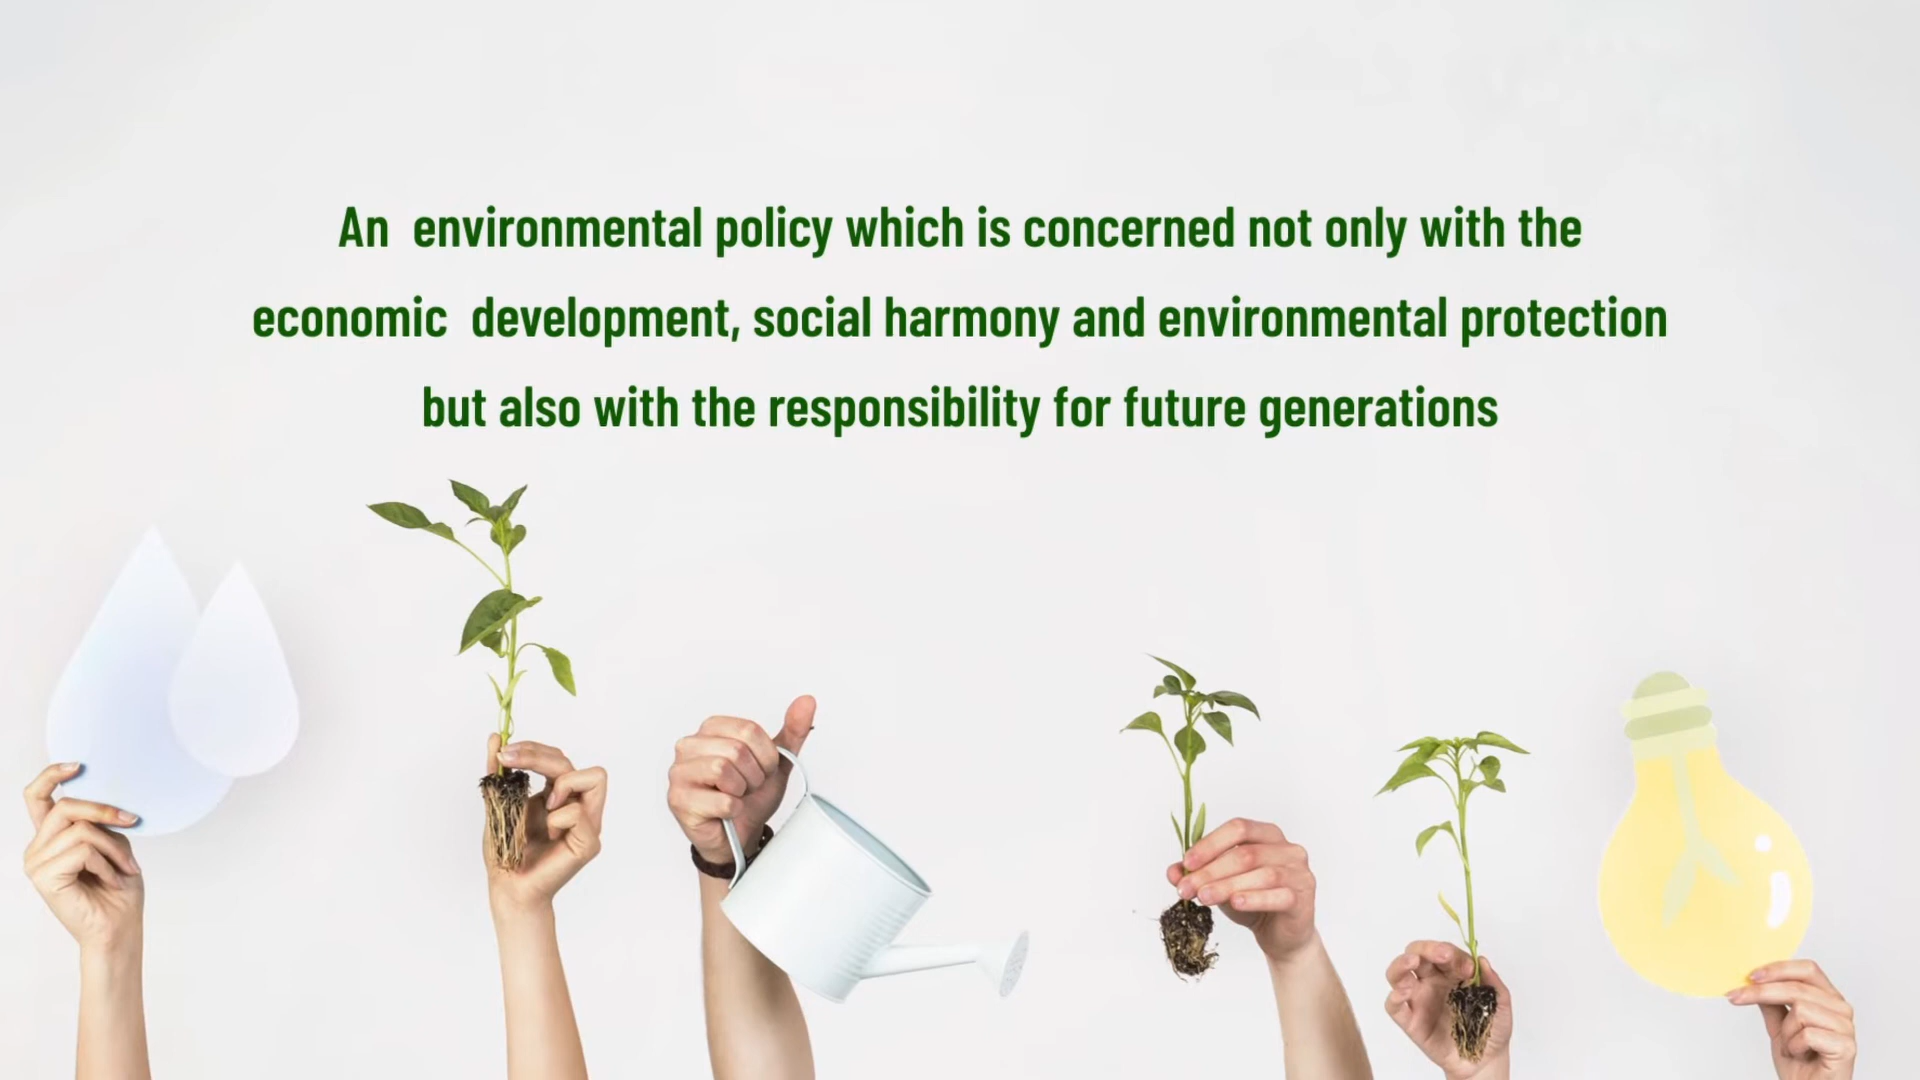 An environmental policy which is concerned not only with the
economic development, social harmony and environmental protection
but also with the responsibility for future generations